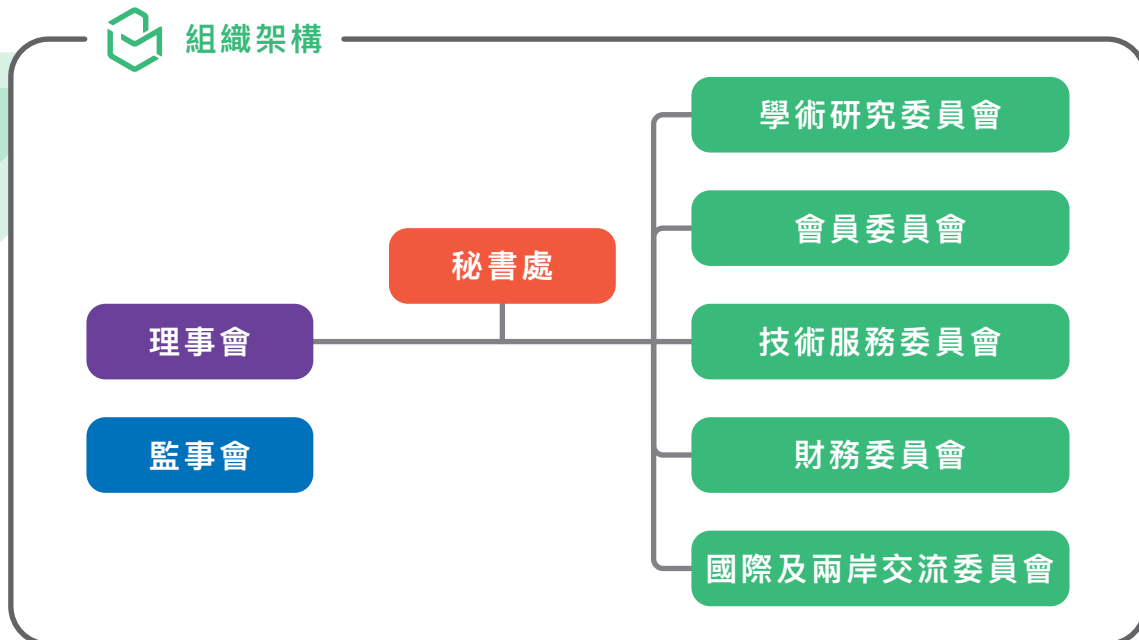 組織架構
理事會
監事會
秘書處
學術研究委員會
會員委員會
技術服務委員會
財務委員會
國際及兩岸交流委員會